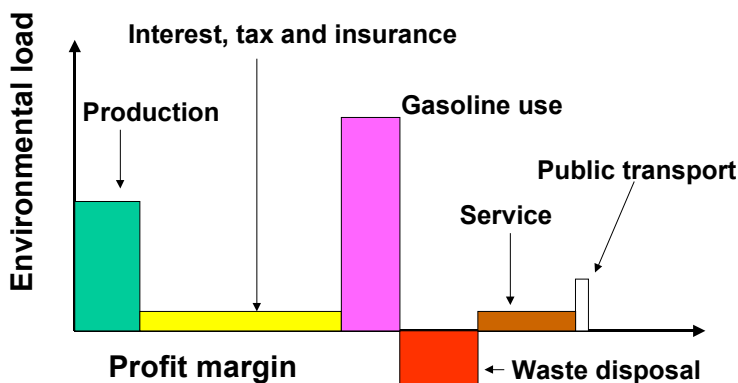 Interest, tax and insurance
Environmental load
Production
Gasoline use
Public transport
Service
Profit margin
Waste disposal